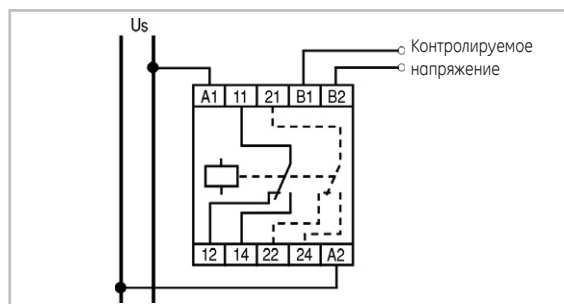 Us
Контролируемое
напряжение
A1 11 21 B1 B2
12 14 22 24 A2